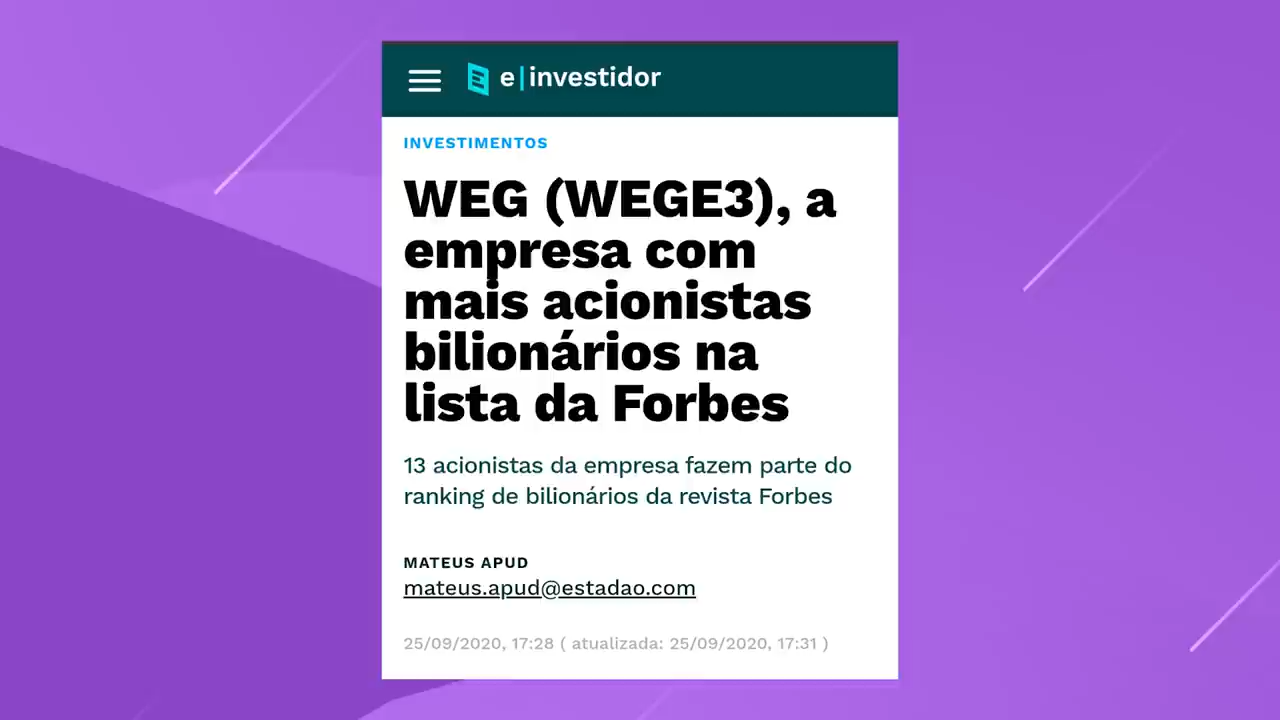 e|investidor
INVESTIMENTOS
WEG (WEGE3), a
empresa com
mais acionistas
bilionários na
lista da Forbes
13 acionistas da empresa fazem parte do
ranking de bilionários da revista Forbes
MATEUS APUD
mateus.apud@estadao.com
25/09/2020, 17:28 ( atualizada: 25/09/2020, 17:31 )